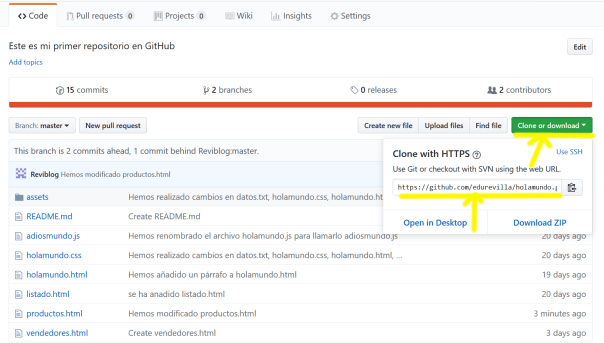 Code Pull requests 0 Projects 0 Wiki Insights Settings
Este es mi primer repositorio en GitHub
Edit
Add topics
15 commits 2 branches 0 releases 2 contributors
Branch: master New pull request Create new file Upload files Find file Clone or download
This branch is 2 commits ahead, 1 commit behind Reviblog:master.
Reviblog Hemos modificado productos.html
Clone with HTTPS Use SSH
Use Git or checkout with SVN using the web URL.
https://github.com/edurevilla/holamundo.g
Open in Desktop Download ZIP
assets Hemos realizado cambios en datos.txt, holamundo.css, holamundo.ht
README.md Create README.md
adiosmundo.js Hemos renombrado el archivo holamundo.js para llamarlo adiosmundo.js 20 days ago
holamundo.css Hemos realizado cambios en datos.txt, holamundo.css, holamundo.html, ... 20 days ago
holamundo.html Hemos añadido un párrafo a holamundo.html 19 days ago
listado.html se ha anadido listado.html 20 days ago
productos.html Hemos modificado productos.html 3 minutes ago
vendedores.html Create vendedores.html 3 days ago